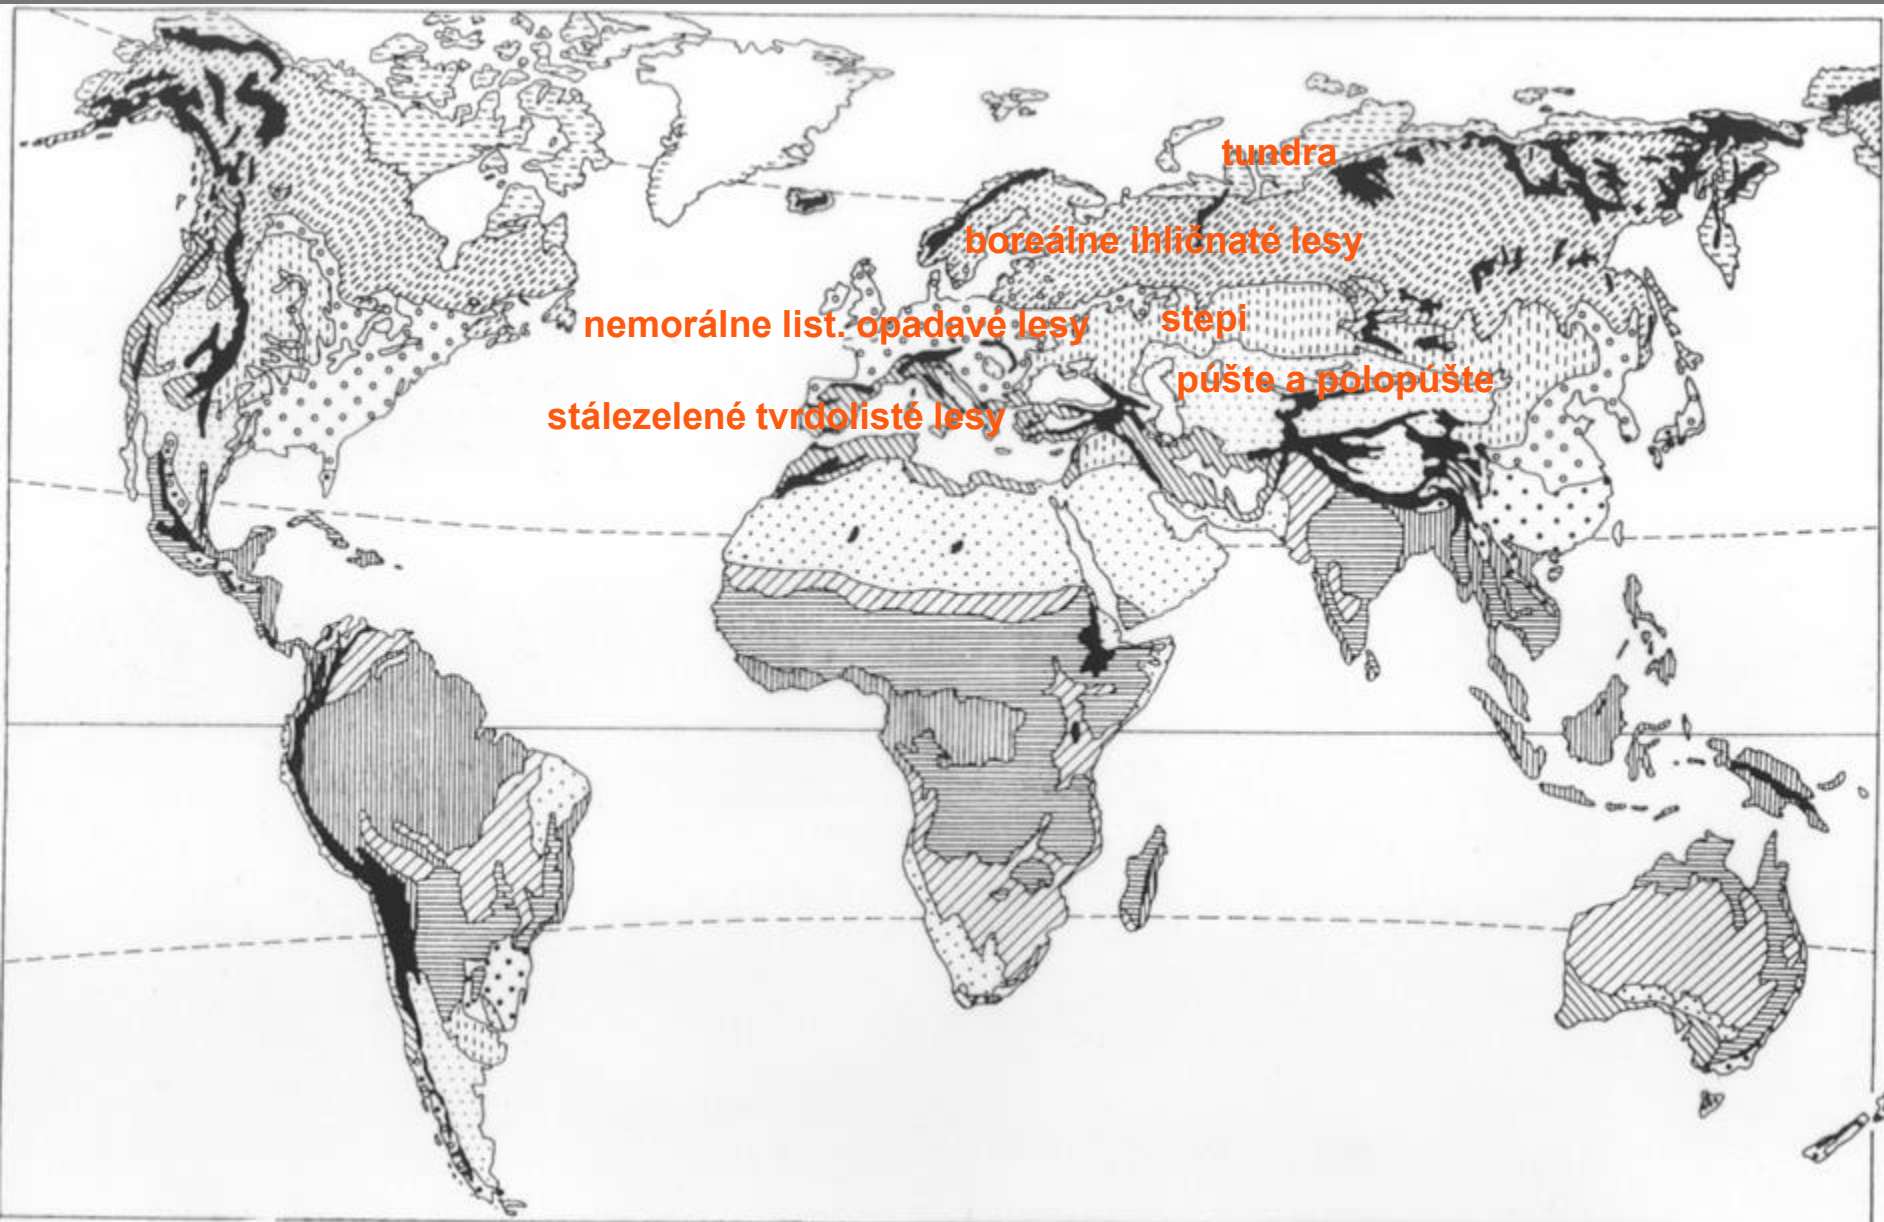 tundra
boreálne ihličnaté lesy
nemorálne list. opadavé lesy
stepi
púšte a polopúšte
stálezelené tvrdolisté lesy